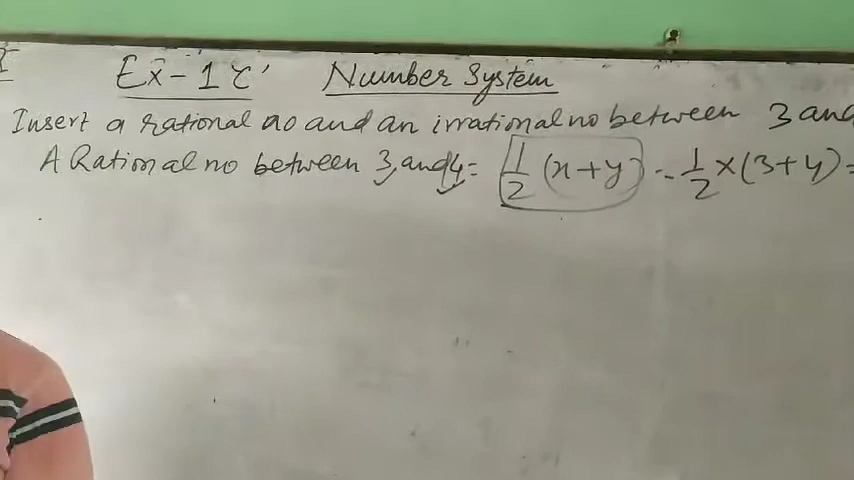 Ex-1C' Number System
Insert a rational no and an irrational no between 3 and
A Rational no between 3, and 4 = 1/2 (x+y) - 1/2 × (3+4) =